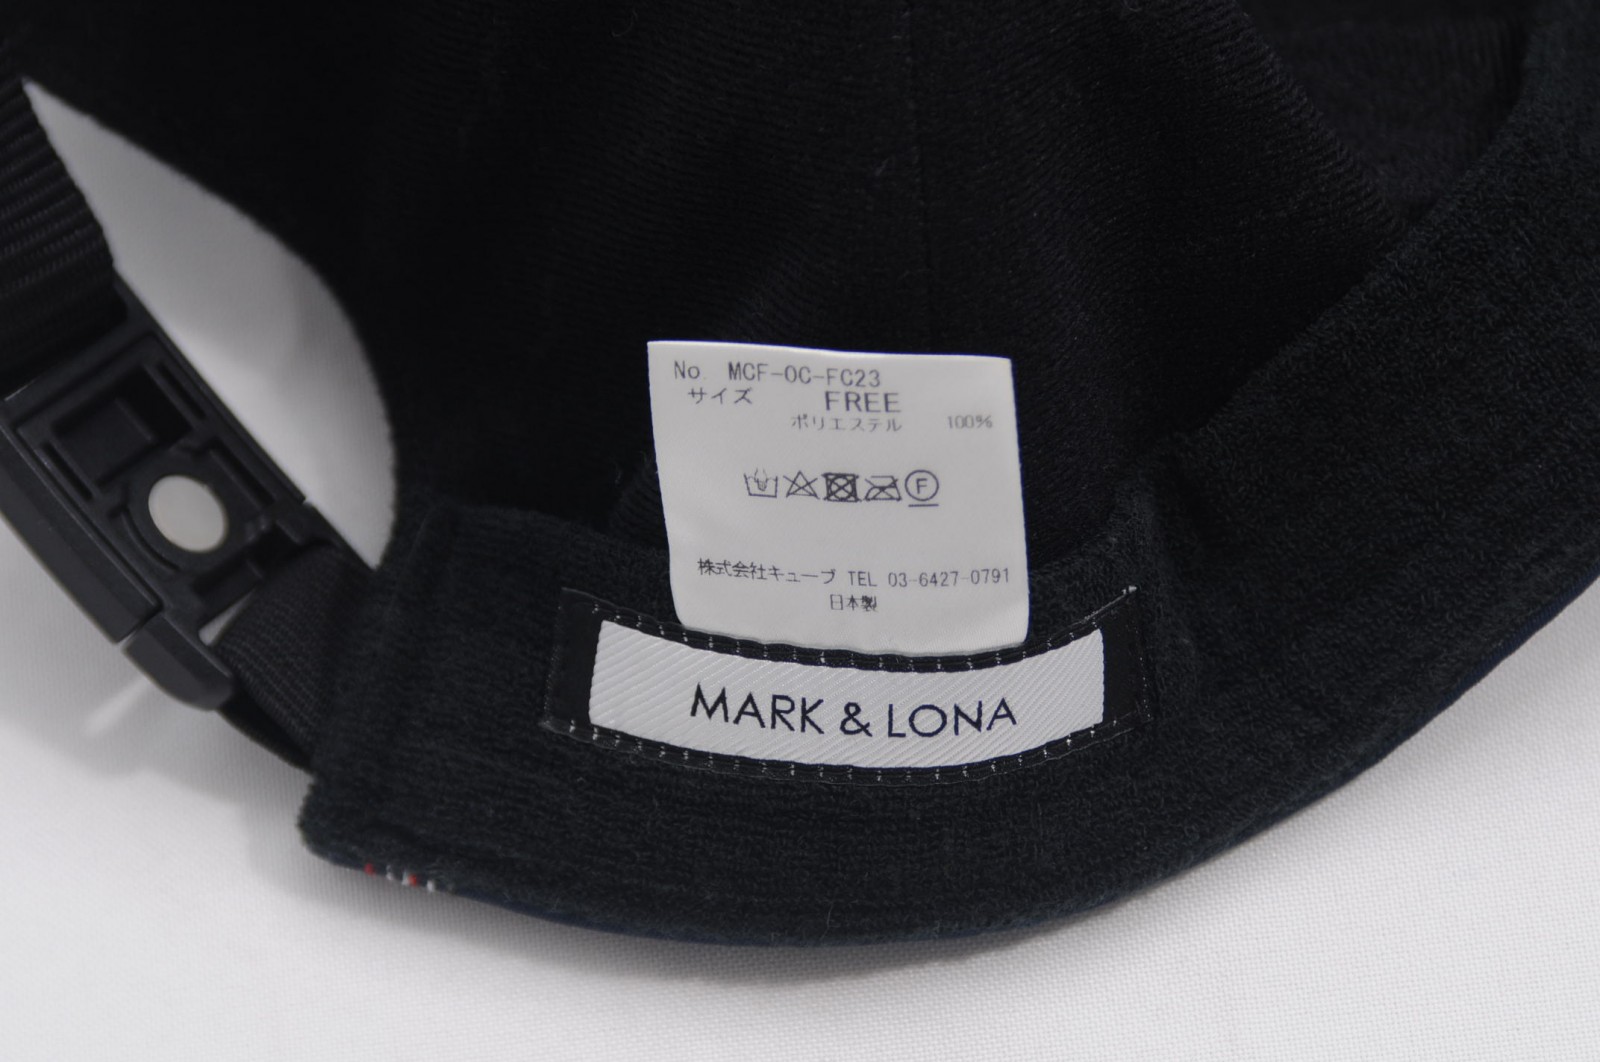 No. MCF-OC-FC23
サイズ FREE
ポリエステル 100%
F
株式会社キューブ TEL 03-6427-0791
日本製
MARK & LONA